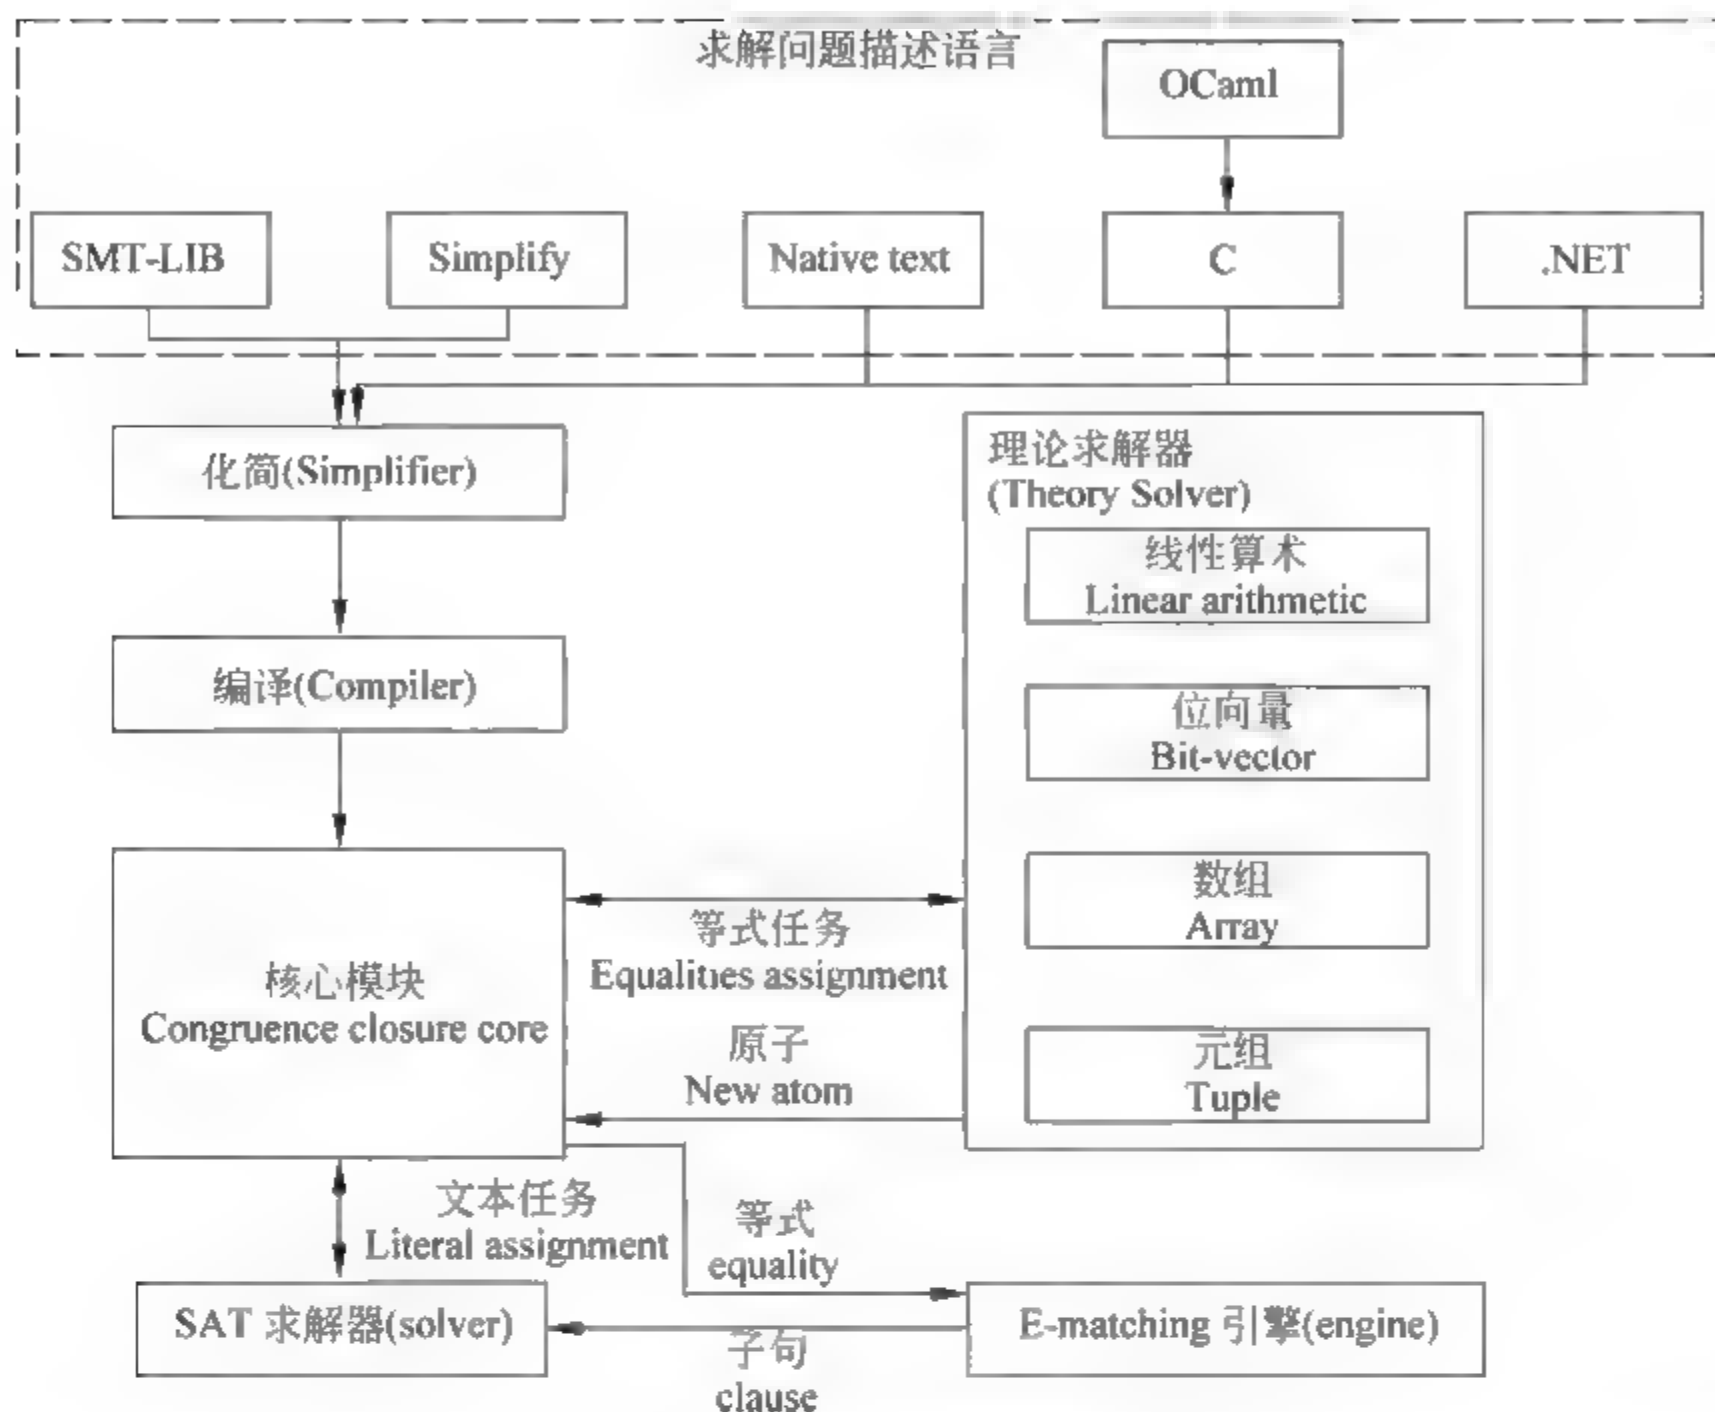 求解问题描述语言
OCaml
SMT-LIB
Simplify
Native text
C
.NET
化简(Simplifier)
理论求解器
(Theory Solver)
线性算术
Linear arithmetic
编译(Compiler)
位向量
Bit-vector
数组
Array
等式任务
Equalities assignment
核心模块
Congruence closure core
原子
New atom
元组
Tuple
文本任务
Literal assignment
等式
equality
SAT 求解器(solver)
E-matching 引擎(engine)
子句
clause